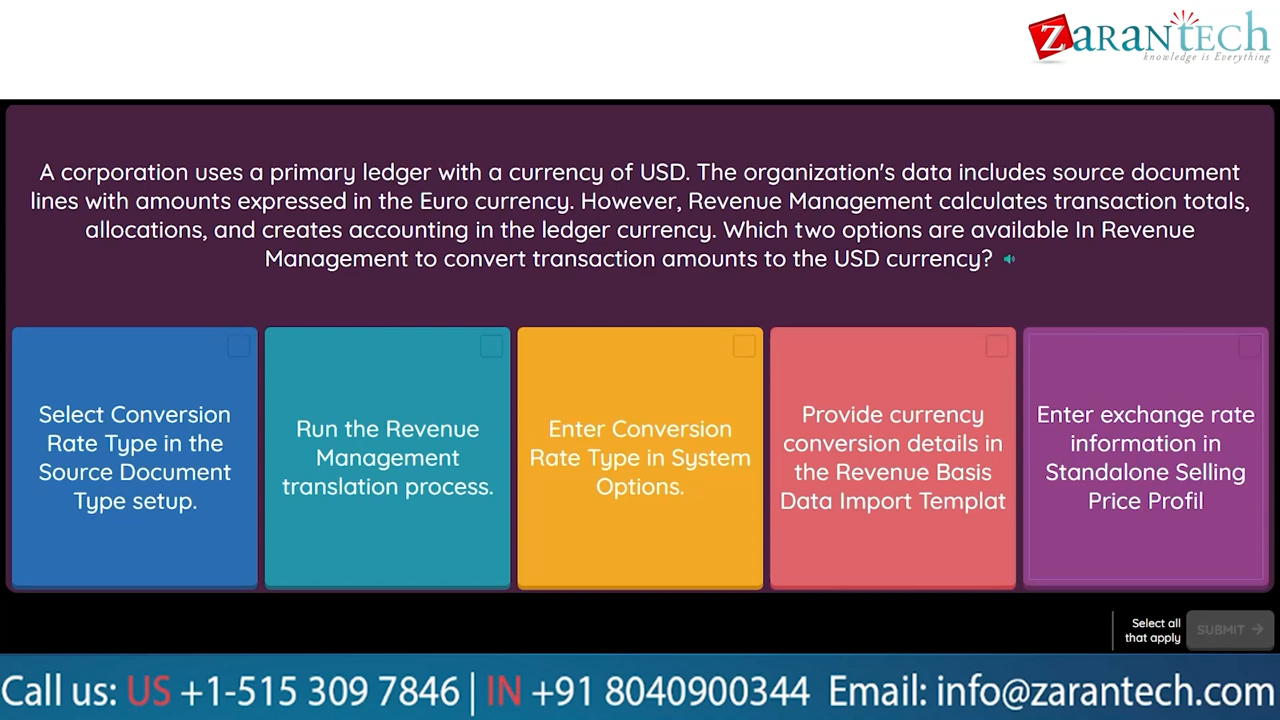 ZARANTECH
knowledge is Everything
A corporation uses a primary ledger with a currency of USD. The organization's data includes source document
lines with amounts expressed in the Euro currency. However, Revenue Management calculates transaction totals,
allocations, and creates accounting in the ledger currency. Which two options are available In Revenue
Management to convert transaction amounts to the USD currency?
Select Conversion
Rate Type in the
Source Document
Type setup.
Run the Revenue
Management
translation process.
Enter Conversion
Rate Type in System
Options.
Provide currency
conversion details in
the Revenue Basis
Data Import Templat
Enter exchange rate
information in
Standalone Selling
Price Profil
Select all
that apply
SUBMIT
Call us: US +1-515 309 7846 | IN +91 8040900344 Email: info@zarantech.com